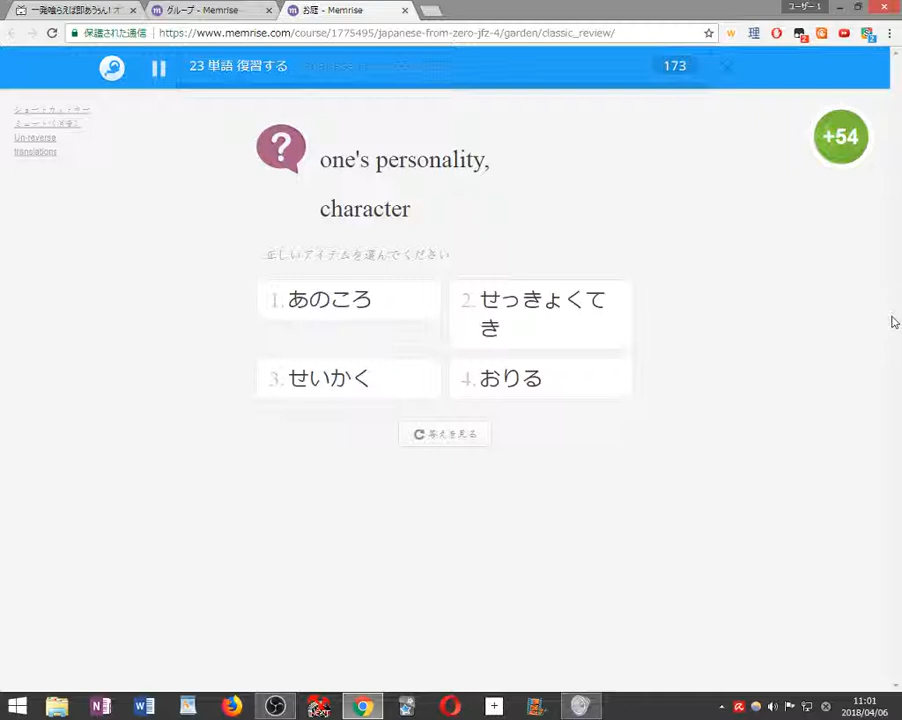 一発喰らえば即あうん! オ
グループ - Memrise
お庭 - Memrise
ユーザー 1
保護された通信
https://www.memrise.com/course/1775495/japanese-from-zero-jfz-4/garden/classic_review/
23 単語 復習する
173
Un-reverse
translations
+54
?
one's personality,
character
正しいアイテムを選んでください
1. あのころ
2. せっきょくて
き
3. せいかく
4. おりる
答えを見る
11:01
2018/04/06